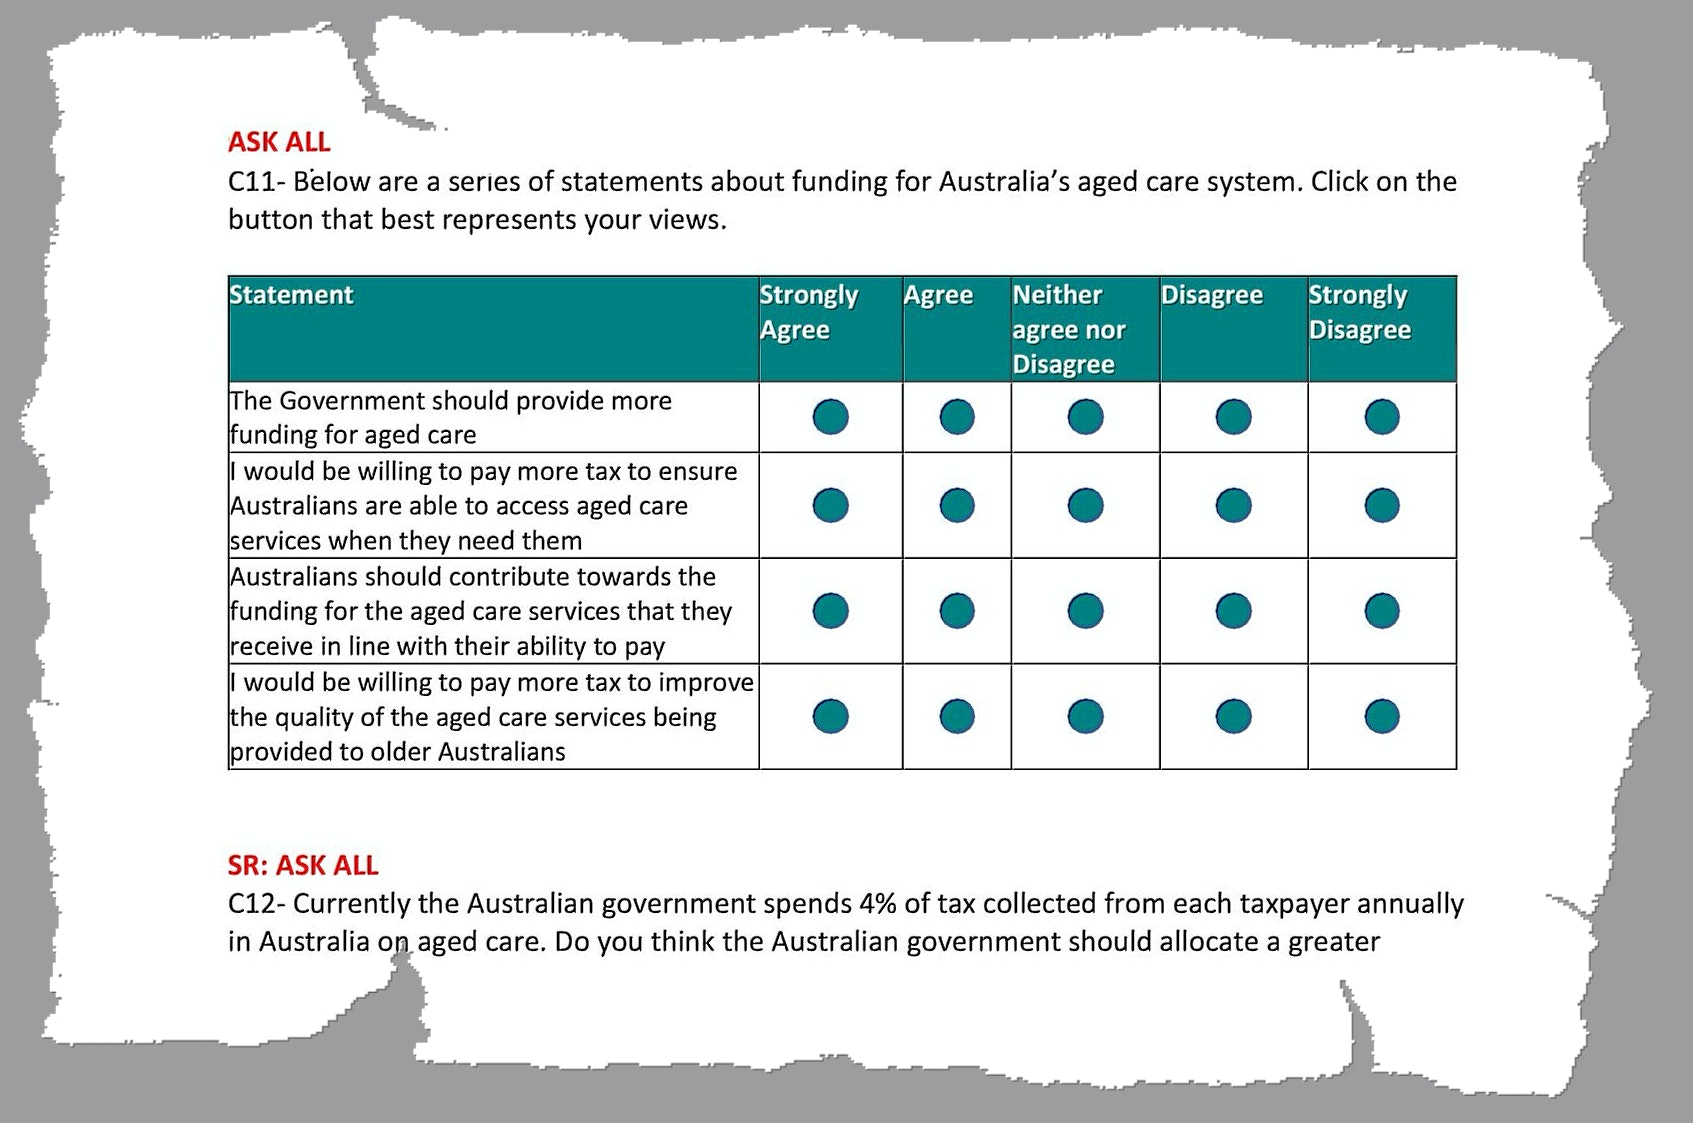 ASK ALL
C11- Below are a series of statements about funding for Australia’s aged care system. Click on the
button that best represents your views.
Statement Strongly Agree Agree Neither agree nor Disagree Disagree Strongly Disagree
The Government should provide more
funding for aged care
I would be willing to pay more tax to ensure
Australians are able to access aged care
services when they need them
Australians should contribute towards the
funding for the aged care services that they
receive in line with their ability to pay
I would be willing to pay more tax to improve
the quality of the aged care services being
provided to older Australians
SR: ASK ALL
C12- Currently the Australian government spends 4% of tax collected from each taxpayer annually
in Australia on aged care. Do you think the Australian government should allocate a greater